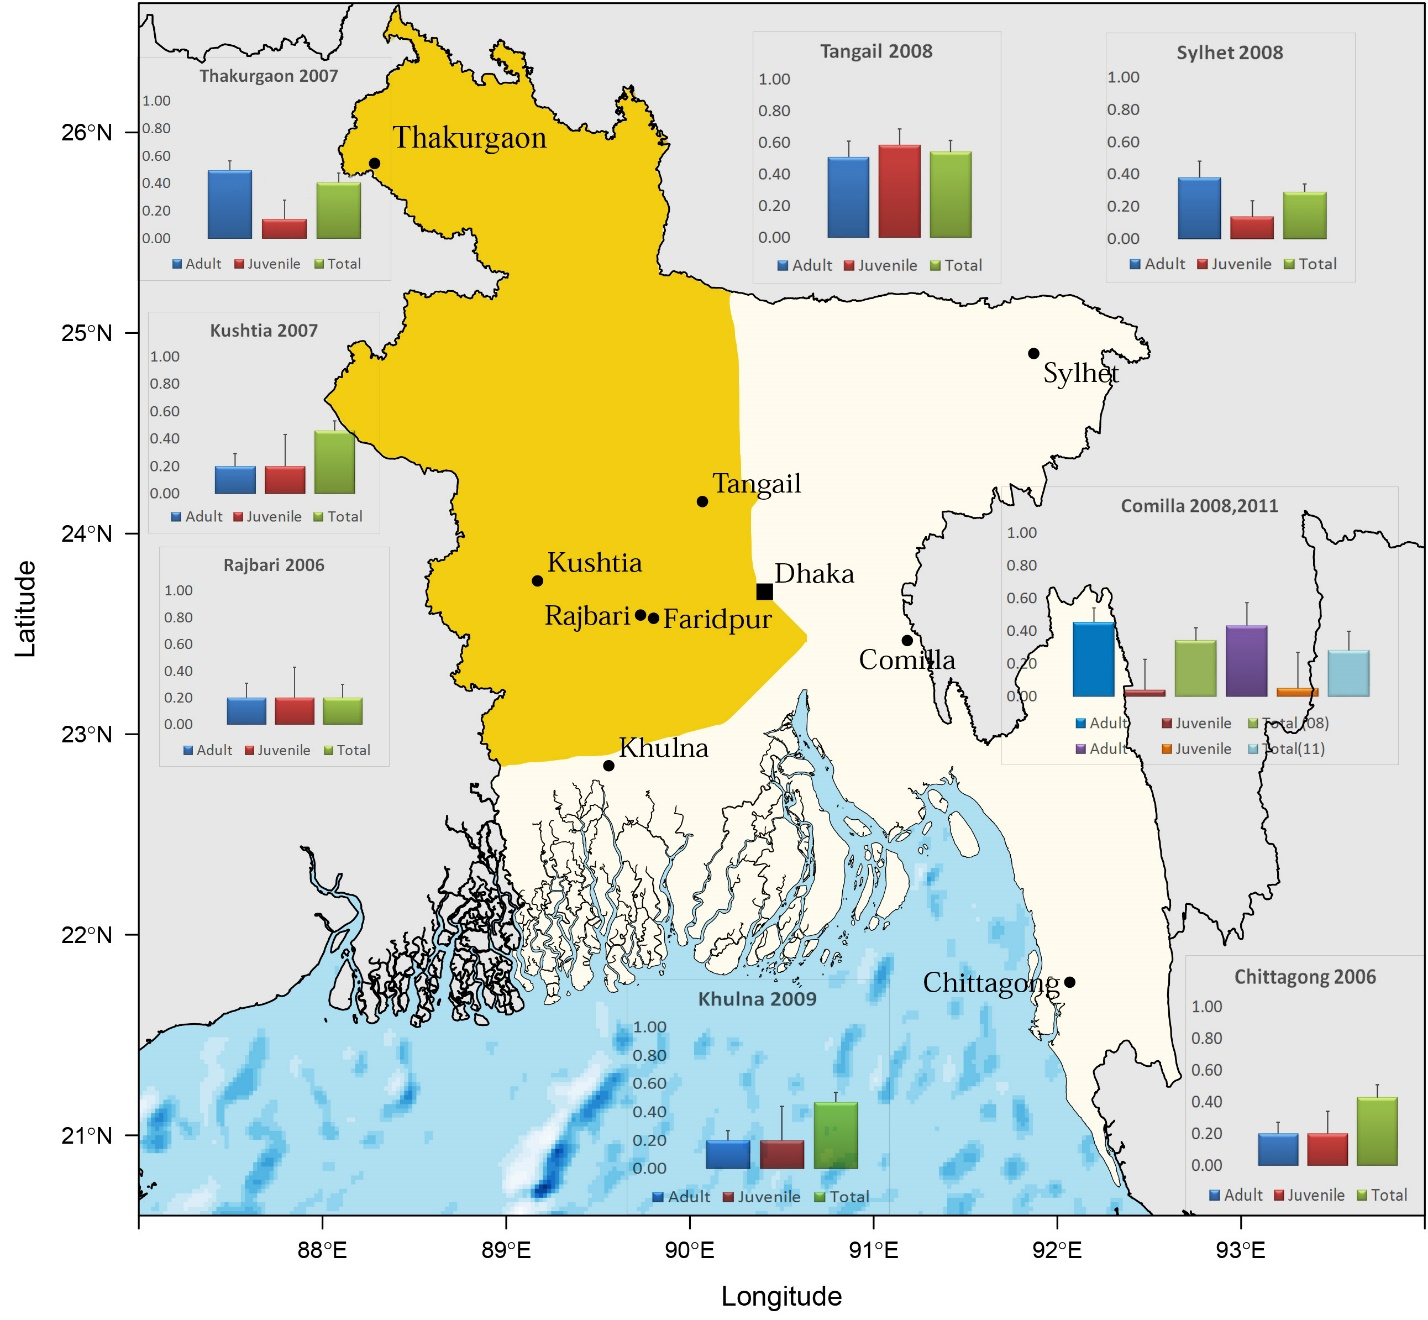 Thakurgaon 2007
1.00
0.80
0.60
0.40
0.20
0.00
Adult Juvenile Total
Tangail 2008
1.00
0.80
0.60
0.40
0.20
0.00
Adult Juvenile Total
Sylhet 2008
1.00
0.80
0.60
0.40
0.20
0.00
Adult Juvenile Total
Kushtia 2007
1.00
0.80
0.60
0.40
0.20
0.00
Adult Juvenile Total
Rajbari 2006
1.00
0.80
0.60
0.40
0.20
0.00
Adult Juvenile Total
Comilla 2008,2011
1.00
0.80
0.60
0.40
0.20
0.00
Adult Juvenile Total(08)
Adult Juvenile Total(11)
Khulna 2009
1.00
0.80
0.60
0.40
0.20
0.00
Adult Juvenile Total
Chittagong 2006
1.00
0.80
0.60
0.40
0.20
0.00
Adult Juvenile Total
Thakurgaon
Sylhet
Tangail
Kushtia
Dhaka
Rajbari
Faridpur
Comilla
Khulna
Chittagong
Latitude
26°N
25°N
24°N
23°N
22°N
21°N
88°E 89°E 90°E 91°E 92°E 93°E
Longitude